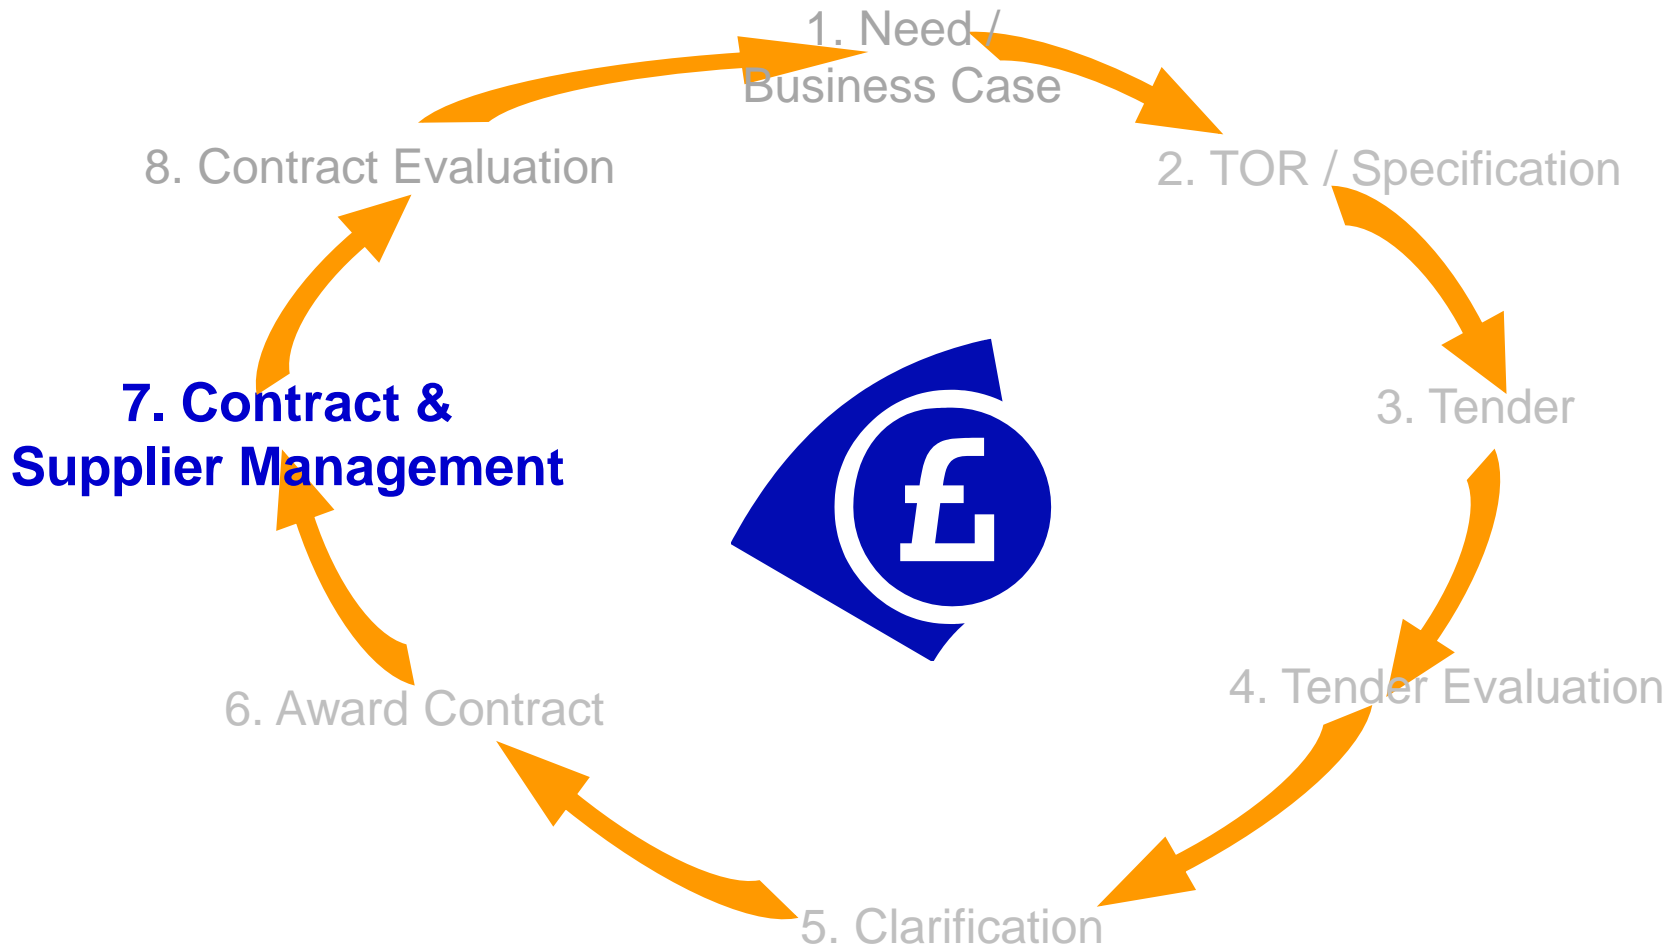 1. Need /
Business Case
2. TOR / Specification
3. Tender
4. Tender Evaluation
5. Clarification
6. Award Contract
7. Contract &
Supplier Management
8. Contract Evaluation
£